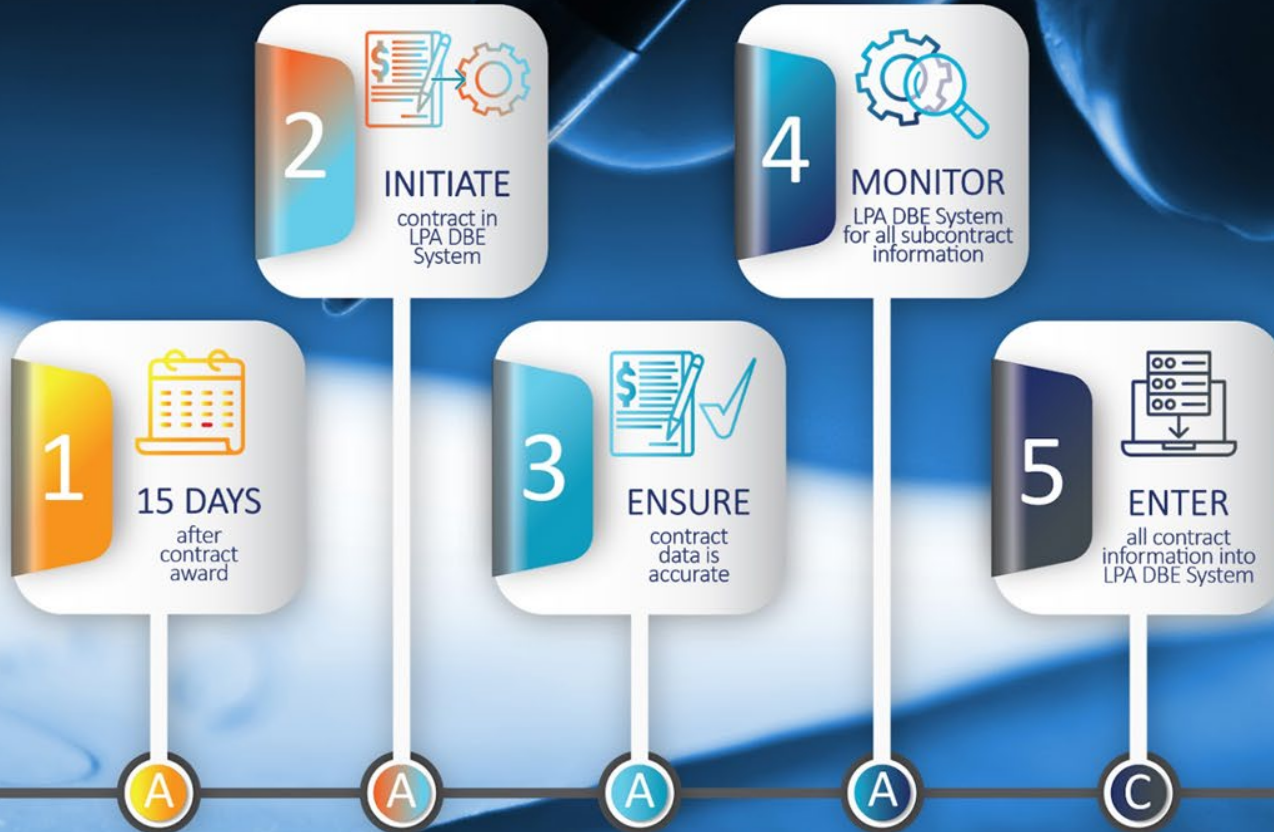 1
15 DAYS
after
contract
award
2
$
INITIATE
contract in
LPA DBE
System
3
$
ENSURE
contract
data is
accurate
4
MONITOR
LPA DBE System
for all subcontract
information
5
ENTER
all contract
information into
LPA DBE System
A
A
A
A
C